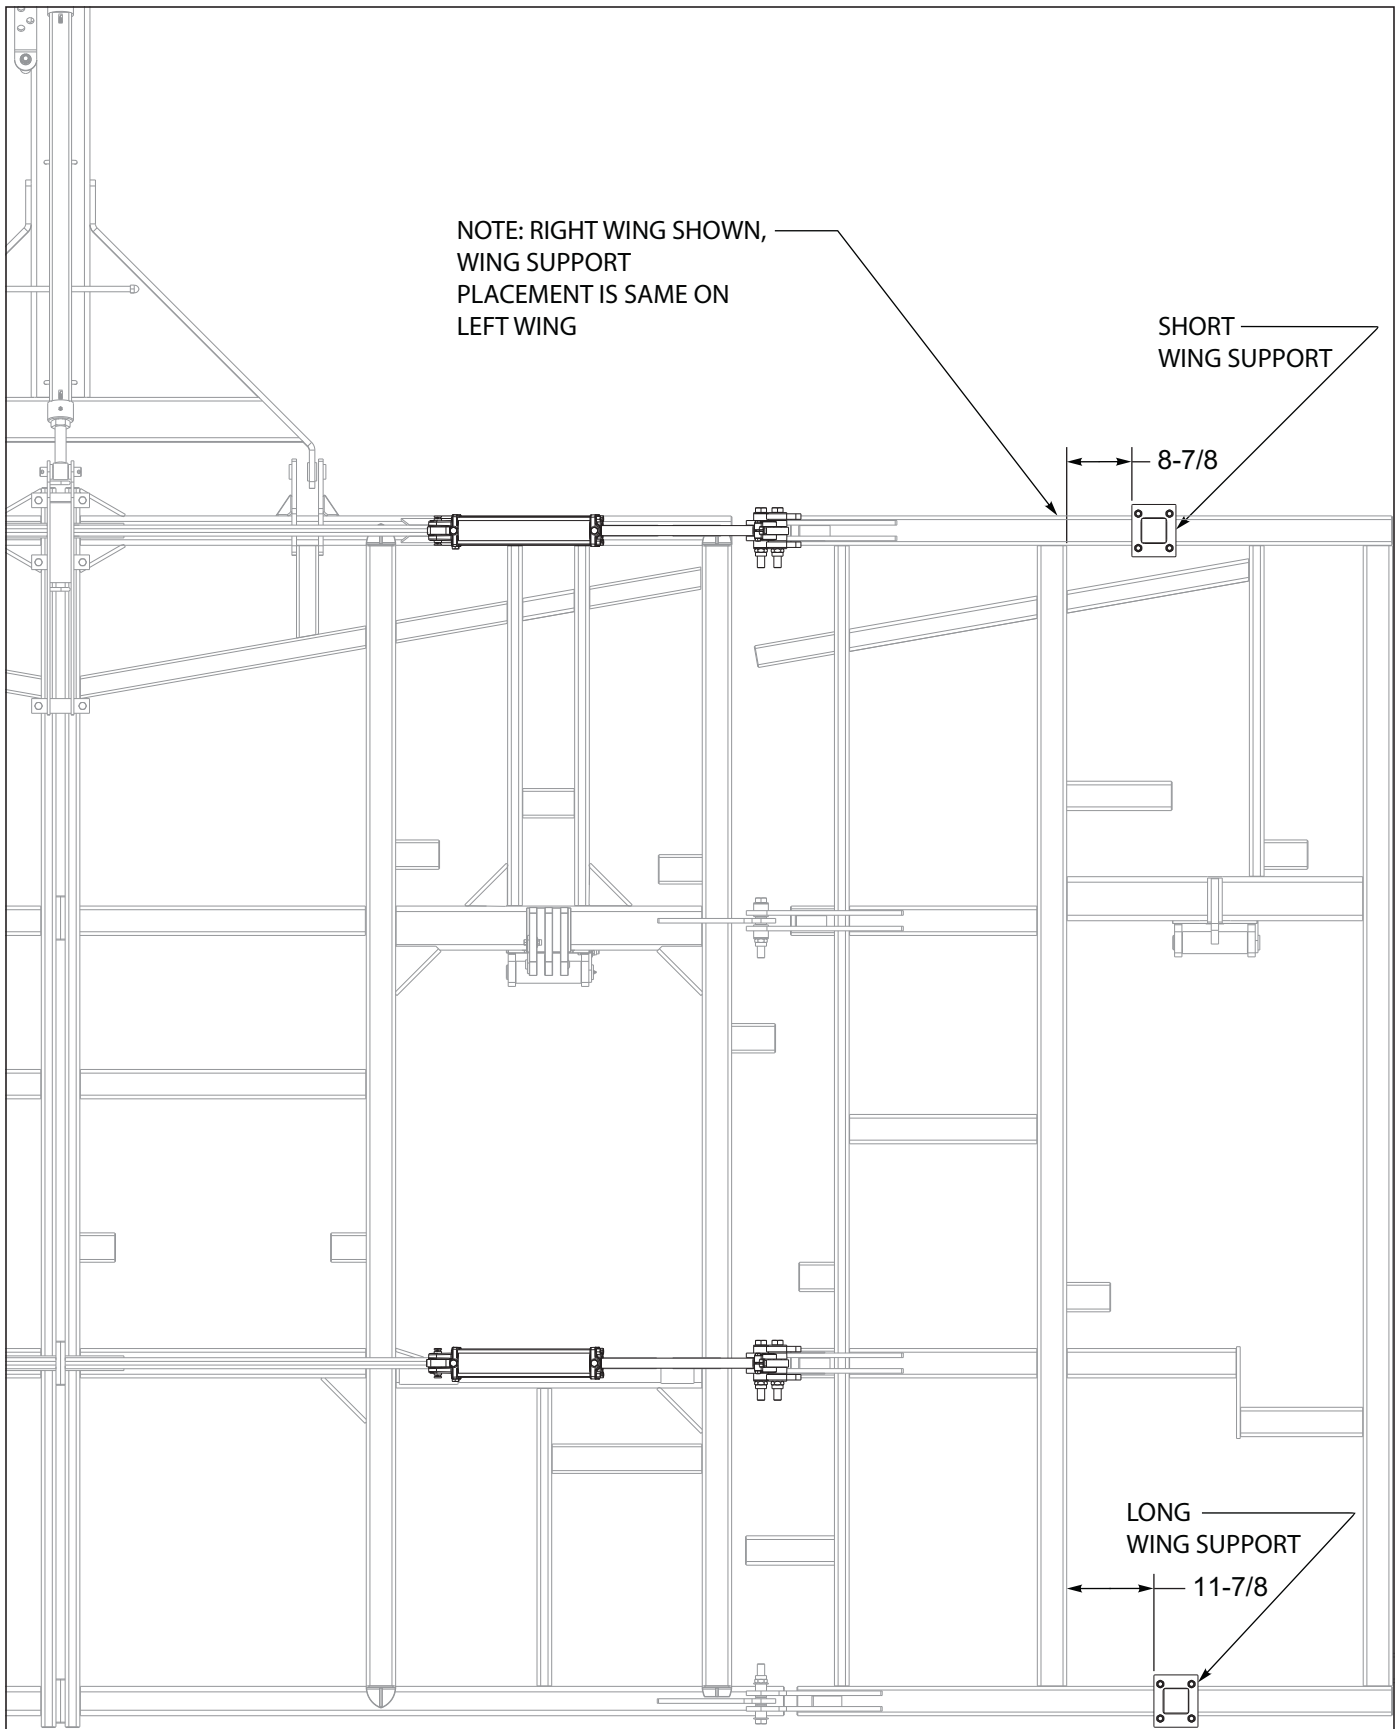 NOTE: RIGHT WING SHOWN,
WING SUPPORT
PLACEMENT IS SAME ON
LEFT WING
SHORT
WING SUPPORT
8-7/8
LONG
WING SUPPORT
11-7/8